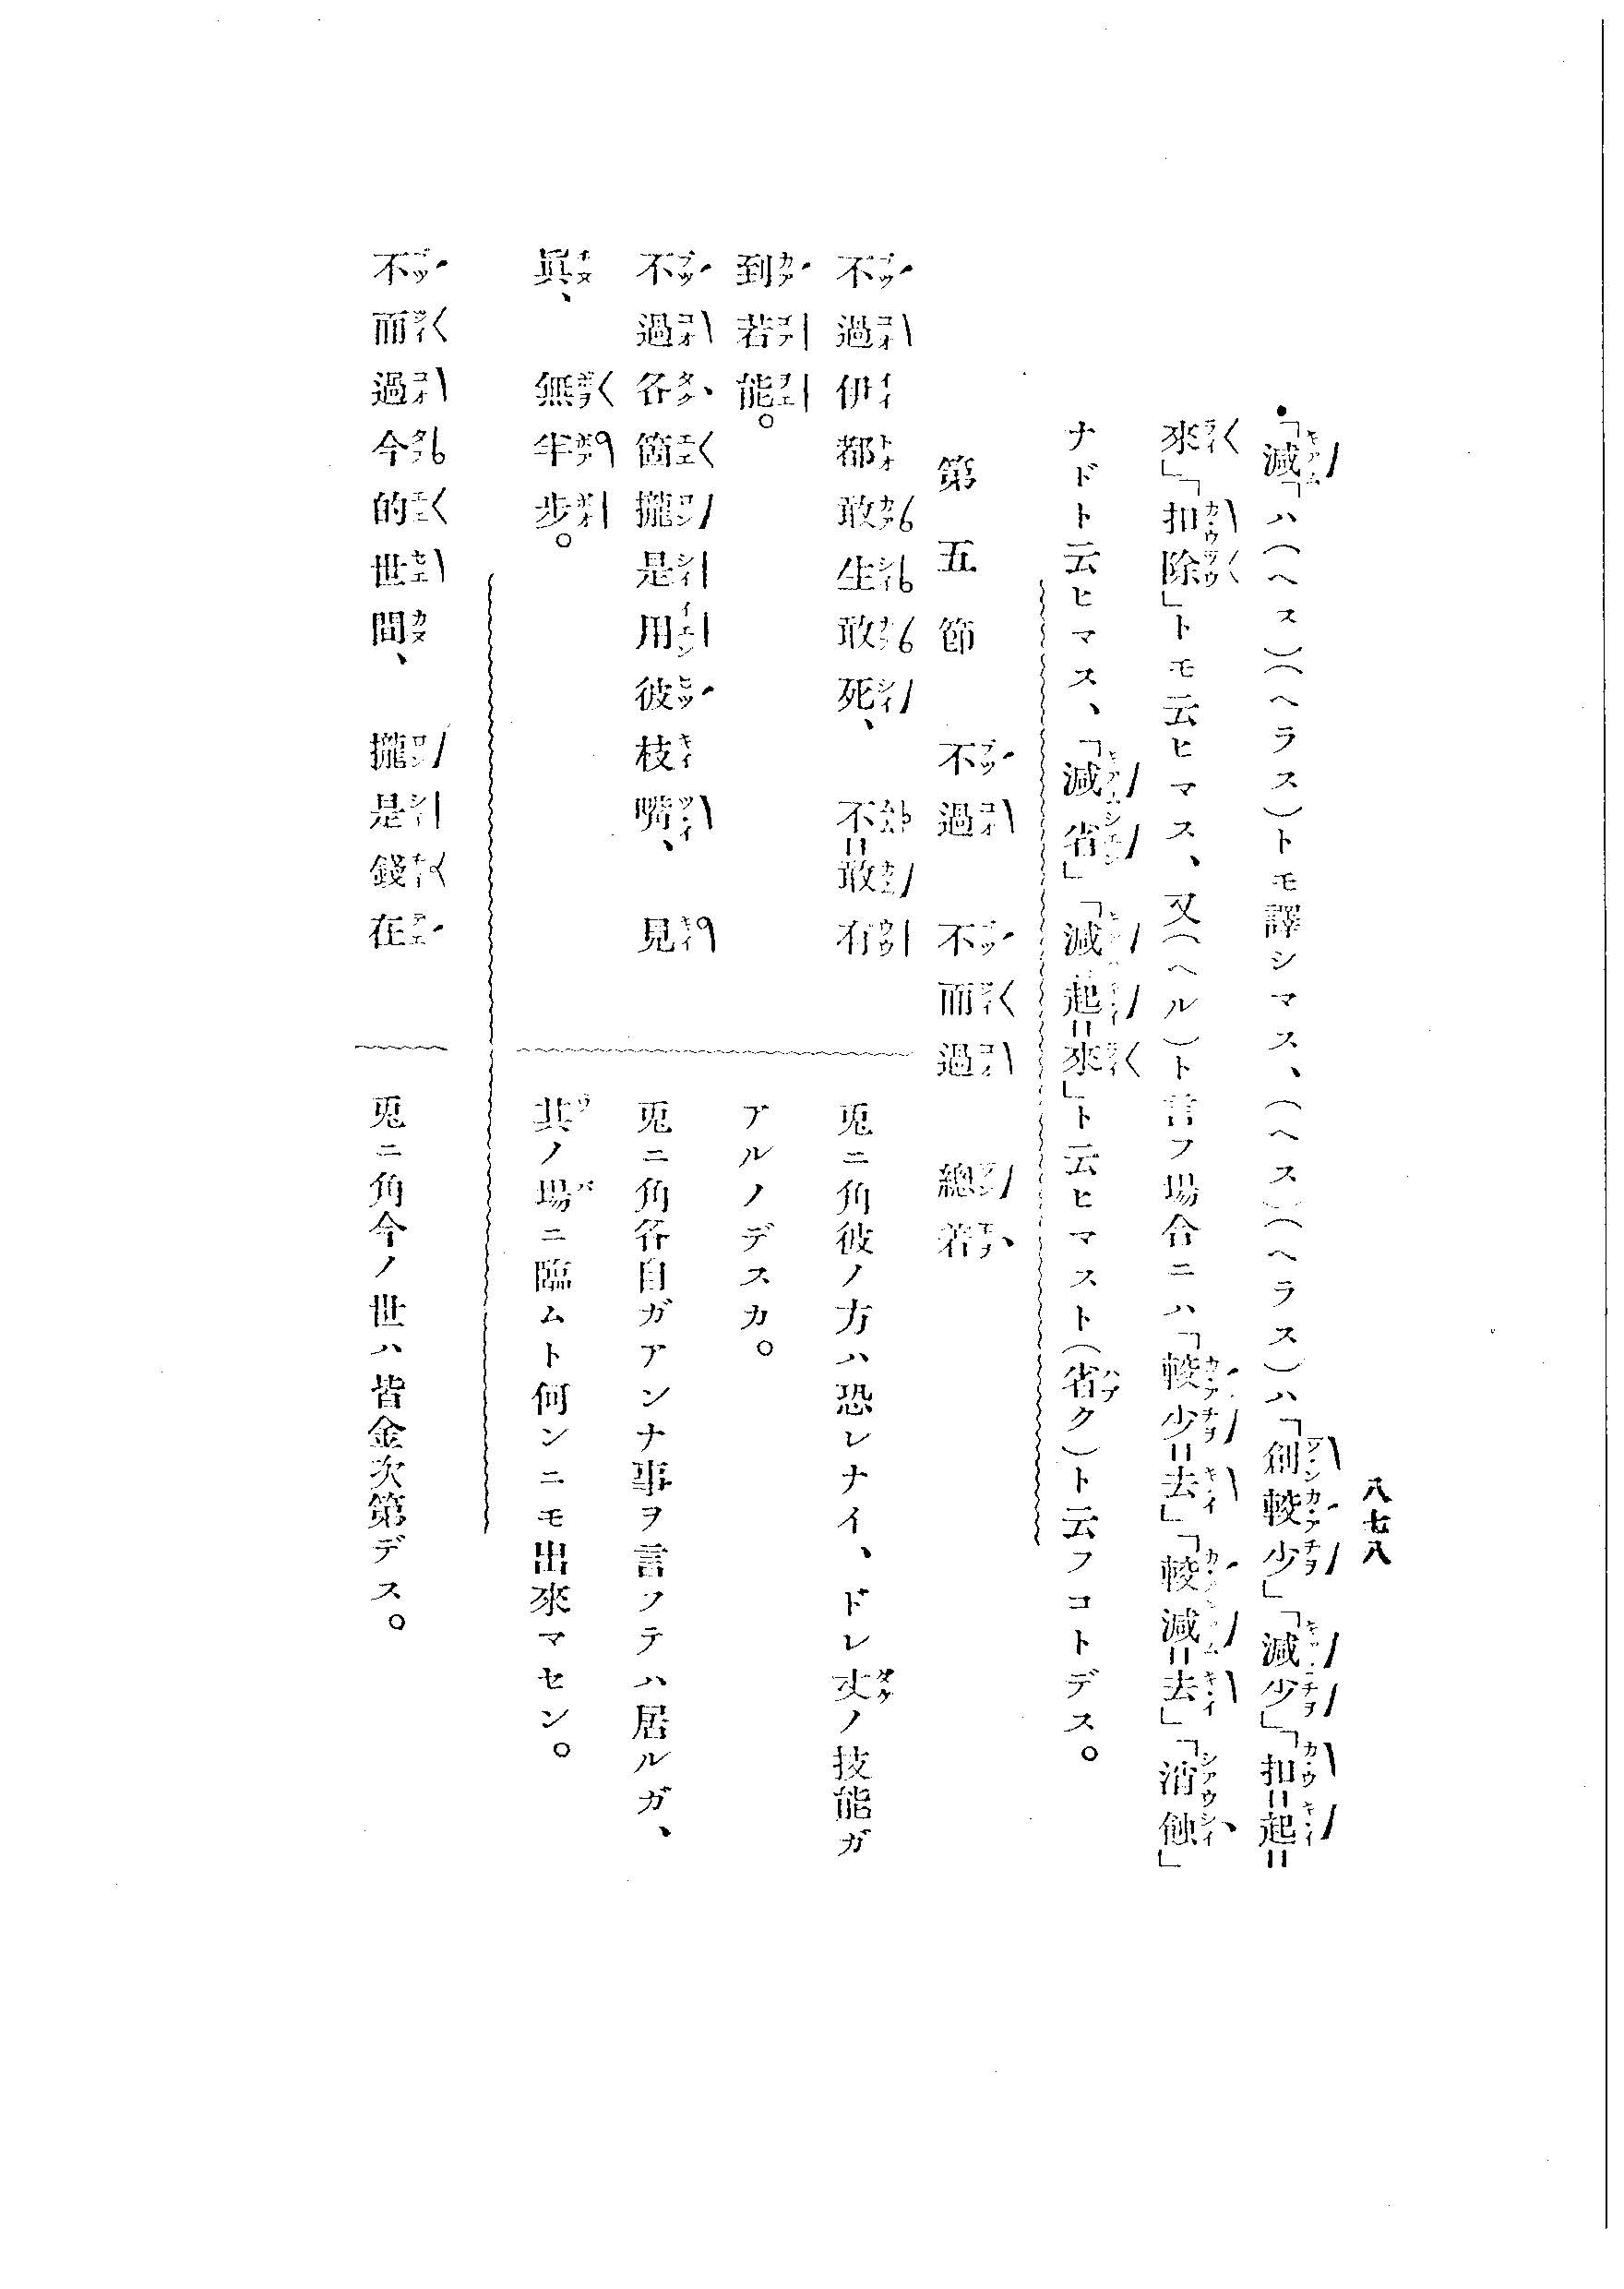 八七八
●「減」ハ(ヘス)(ヘラス)トモ譯シマス、(ヘス)(ヘラス)ハ「創較少」「減少」「扣=起=
來」「扣除」トモ云ヒマス、又(ヘル)ト言フ場合ニハ「較少=去」「較減=去」「消蝕」
ナドト云ヒマス、「減省」「減起=來」ト云ヒマスト(省ク)ト云フコトデス。
第五節 不過 不而過 總若
不過伊都敢生敢死、不=敢有
到若能。
兎ニ角彼ノ方ハ恐レナイ、ドレ丈ノ技能ガ
アルノデスカ。
不過各箇攏是用彼枝嘴、見
眞、無半步。
兎ニ角各自ガアンナ事ヲ言フテハ居ルガ、
其ノ場ニ臨ムト何ンニモ出來マセン。
不而過今的世間、攏是錢在
兎ニ角今ノ世ハ皆金次第デス。